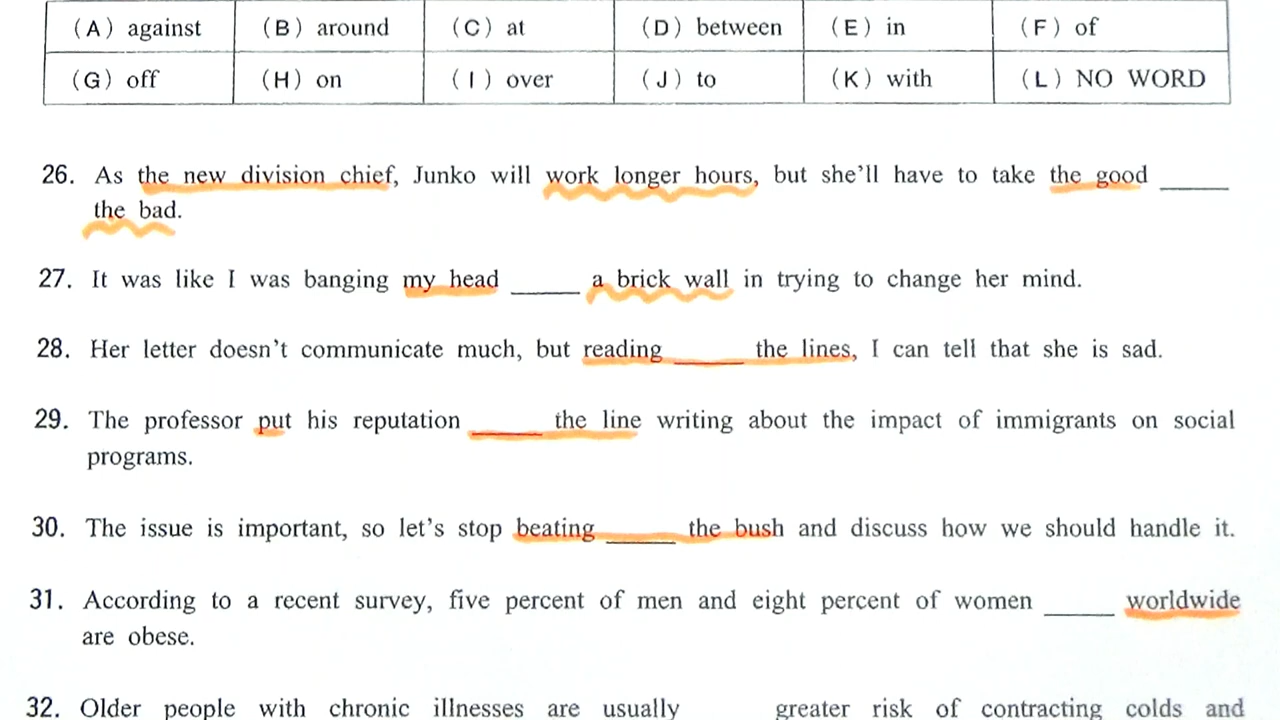 (A) against (B) around (C) at (D) between (E) in (F) of
(G) off (H) on (I) over (J) to (K) with (L) NO WORD
26. As the new division chief, Junko will work longer hours, but she'll have to take the good _____
the bad.
27. It was like I was banging my head _____ a brick wall in trying to change her mind.
28. Her letter doesn't communicate much, but reading _____ the lines, I can tell that she is sad.
29. The professor put his reputation _____ the line writing about the impact of immigrants on social
programs.
30. The issue is important, so let's stop beating _____ the bush and discuss how we should handle it.
31. According to a recent survey, five percent of men and eight percent of women _____ worldwide
are obese.
32. Older people with chronic illnesses are usually greater risk of contracting colds and